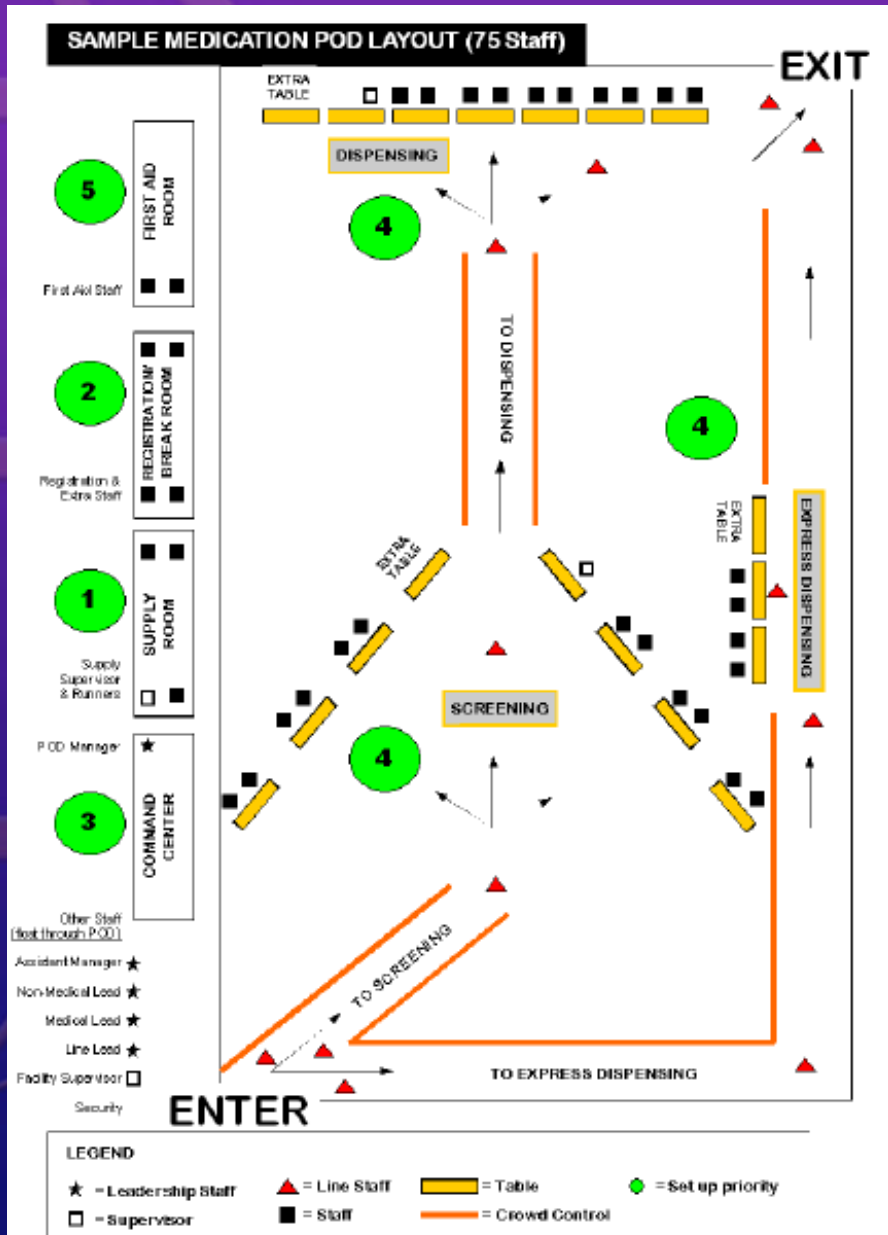 SAMPLE MEDICATION POD LAYOUT (75 Staff)
EXIT
EXTRA
TABLE
DISPENSING
5
FIRST AID
ROOM
First Aid Staff
4
2
REGISTRATION/
BREAK ROOM
Registration &
Extra Staff
TO DISPENSING
4
1
SUPPLY
ROOM
Supply
Supervisor
& Runners
EXTRA
TABLE
EXTRA
TABLE
EXPRESS DISPENSING
SCREENING
POD Manager
3
COMMAND
CENTER
4
Other Staff
(float through POD)
Assistant Manager
Non-Medical Lead
Medical Lead
Line Lead
Facility Supervisor
Security
TO SCREENING
TO EXPRESS DISPENSING
ENTER
LEGEND
= Leadership Staff
= Line Staff
= Table
= Set up priority
= Supervisor
= Staff
= Crowd Control